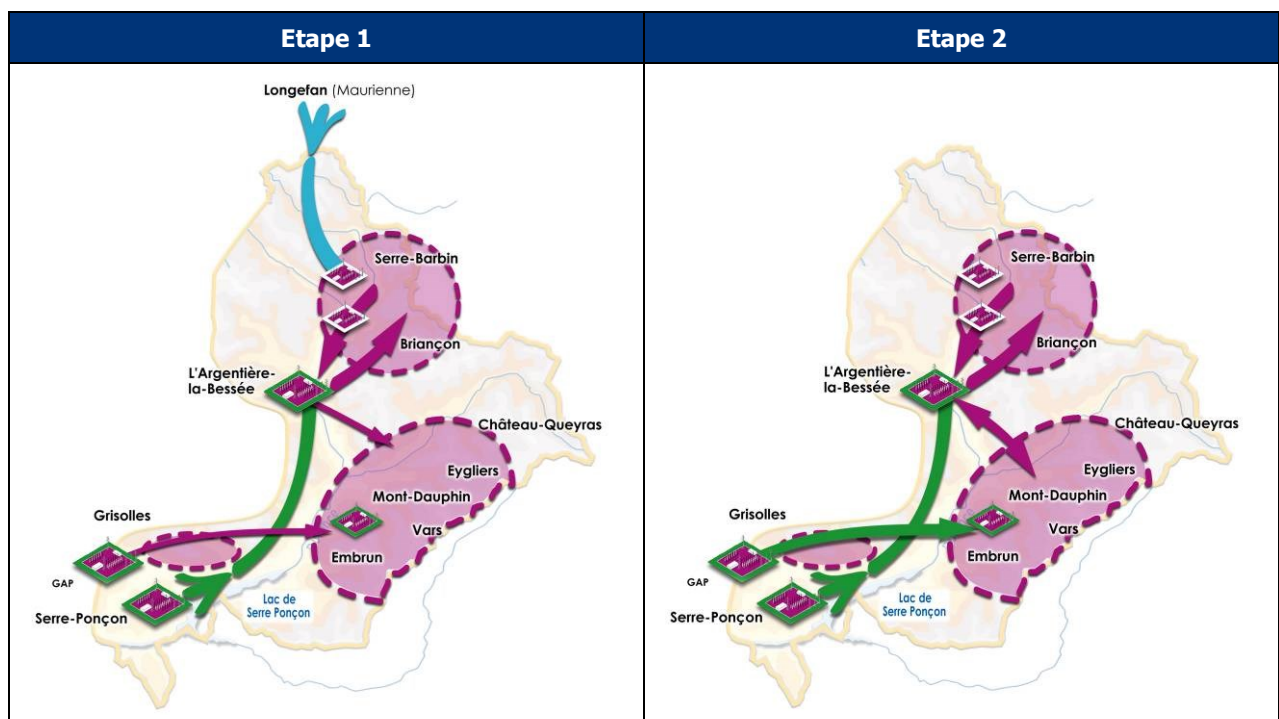 Etape 1
Longefan (Maurienne)
Serre-Barbin
Briançon
L'Argentière-
la-Bessée
Château-Queyras
Eygliers
Mont-Dauphin
Grisolles
Vars
Embrun
GAP
Serre-Ponçon
Lac de
Serre Ponçon
Etape 2
Serre-Barbin
Briançon
L'Argentière-
la-Bessée
Château-Queyras
Eygliers
Mont-Dauphin
Grisolles
Vars
Embrun
GAP
Serre-Ponçon
Lac de
Serre Ponçon